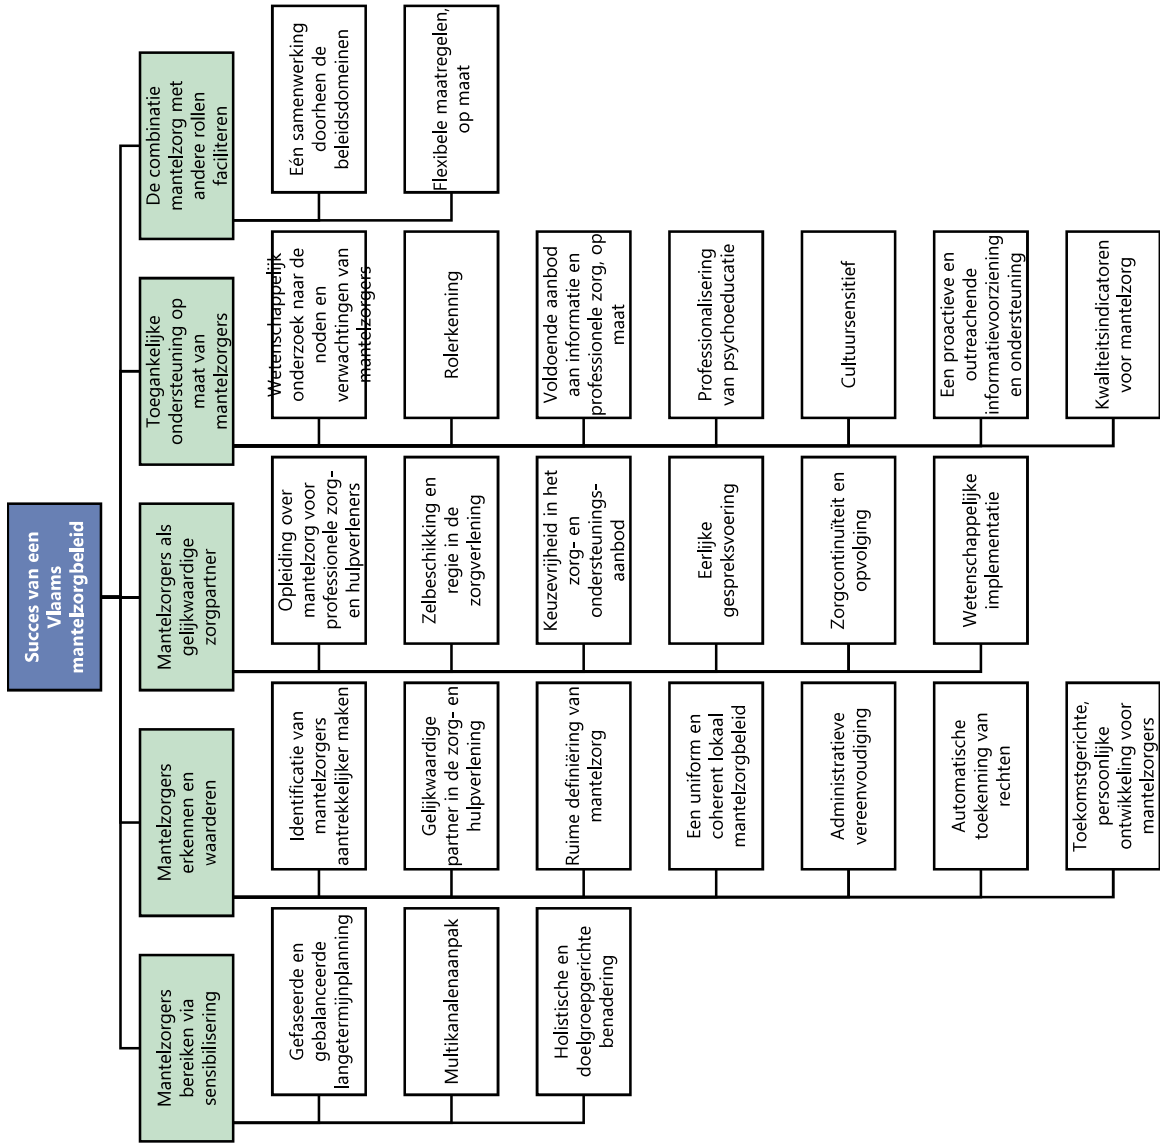 Succes van een
Vlaams
mantelzorgbeleid
Mantelzorgers
bereiken via
sensibilisering
Gefaseerde en
gebalanceerde
langetermijnplanning
Multikanalenaanpak
Holistische en
doelgroepgerichte
benadering
Mantelzorgers
erkennen en
waarderen
Identificatie van
mantelzorgers
aantrekkelijker maken
Gelijkwaardige
partner in de zorg- en
hulpverlening
Ruime definiëring van
mantelzorg
Een uniform en
coherent lokaal
mantelzorgbeleid
Administratieve
vereenvoudiging
Automatische
toekenning van
rechten
Toekomstgerichte,
persoonlijke
ontwikkeling voor
mantelzorgers
Mantelzorgers als
gelijkwaardige
zorgpartner
Opleiding over
mantelzorg voor
professionele zorg-
en hulpverleners
Zelbeschikking en
regie in de
zorgverlening
Keuzevrijheid in het
zorg- en
ondersteunings-
aanbod
Eerlijke
gespreksvoering
Zorgcontinuïteit en
opvolging
Wetenschappelijke
implementatie
Toegankelijke
ondersteuning op
maat van
mantelzorgers
Wetenschappelijk
onderzoek naar de
noden en
verwachtingen van
mantelzorgers
Rolerkenning
Voldoende aanbod
aan informatie en
professionele zorg, op
maat
Professionalisering
van psychoeducatie
Cultuursensitief
Een proactieve en
outreachende
informatievoorziening
en ondersteuning
Kwaliteitsindicatoren
voor mantelzorg
De combinatie
mantelzorg met
andere rollen
faciliteren
Eén samenwerking
doorheen de
beleidsdomeinen
Flexibele maatregelen,
op maat